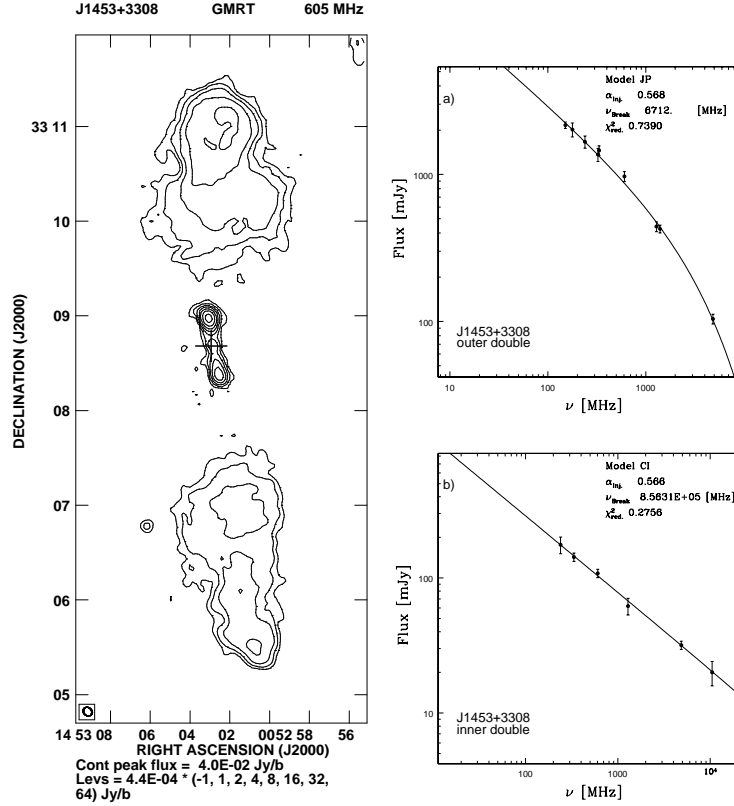 J1453+3308 GMRT 605 MHz
DECLINATION (J2000)
33 11
10
09
08
07
06
05
14 53 08 06 04 02 00 52 58 56
RIGHT ASCENSION (J2000)
Cont peak flux = 4.0E-02 Jy/b
Levs = 4.4E-04 * (-1, 1, 2, 4, 8, 16, 32,
64) Jy/b
a)
Model JP
αinj. 0.568
νBreak 6712. [MHz]
χ²red. 0.7390
Flux [mJy]
1000
100
J1453+3308
outer double
10 100 1000
ν [MHz]
b)
Model CI
αinj. 0.566
νBreak 8.5631E+05 [MHz]
χ²red. 0.2756
Flux [mJy]
100
10
J1453+3308
inner double
100 1000 10⁴
ν [MHz]